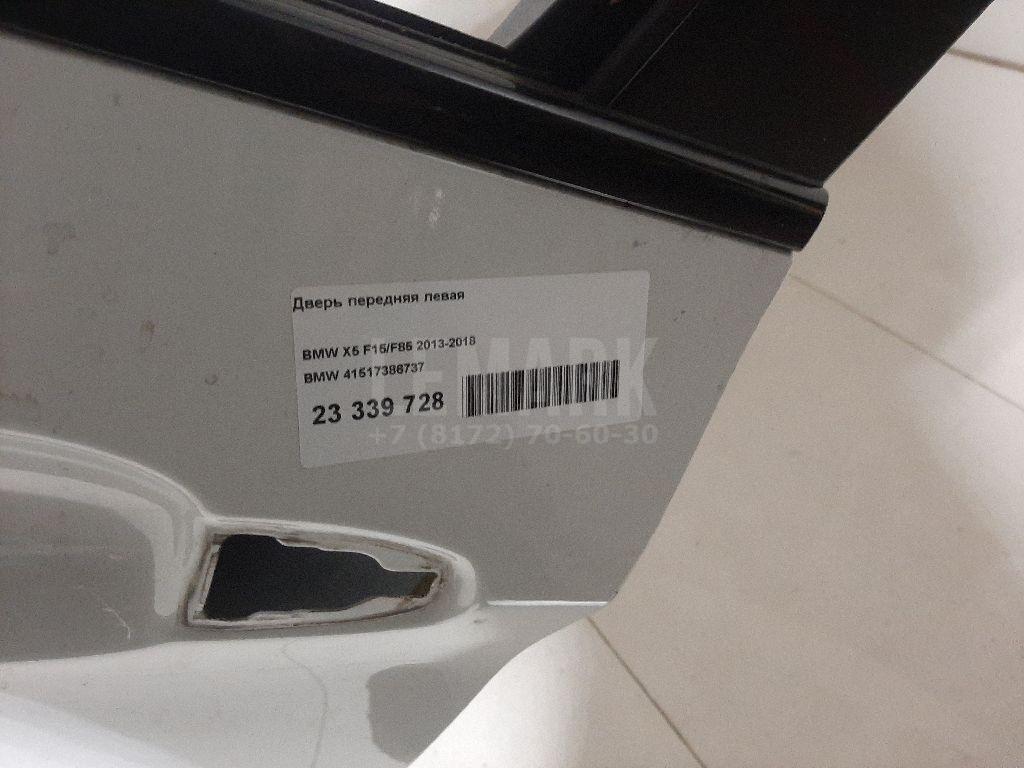 Дверь передняя левая
BMW X5 F15/F85 2013-2018
BMW 41517386737
23 339 728
TEMARK
+7 (8172) 70-60-30